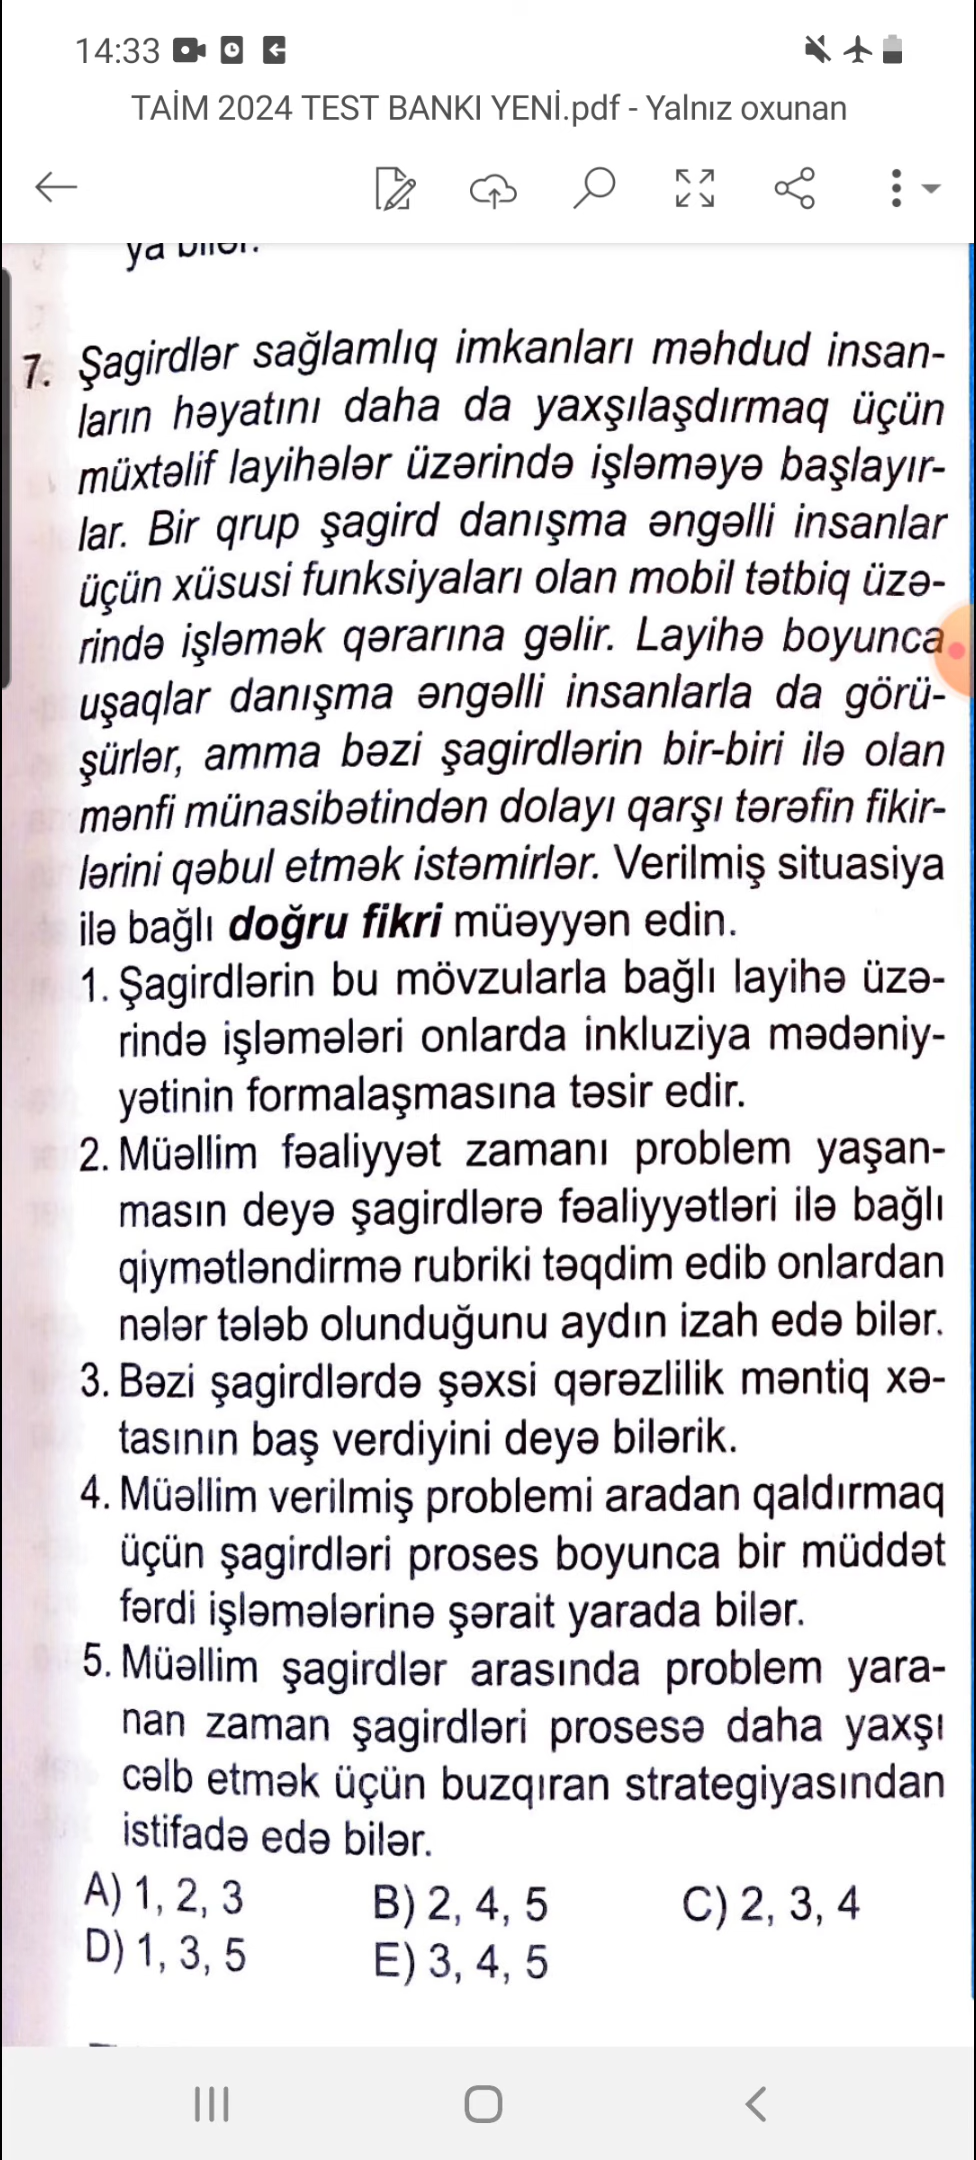 14:33
TAİM 2024 TEST BANKI YENİ.pdf - Yalnız oxunan
7. Şagirdlər sağlamlıq imkanları məhdud insan-
ların həyatını daha da yaxşılaşdırmaq üçün
müxtəlif layihələr üzərində işləməyə başlayır-
lar. Bir qrup şagird danışma əngəlli insanlar
üçün xüsusi funksiyaları olan mobil tətbiq üzə-
rində işləmək qərarına gəlir. Layihə boyunca
uşaqlar danışma əngəlli insanlarla da görü-
şürlər, amma bəzi şagirdlərin bir-biri ilə olan
mənfi münasibətindən dolayı qarşı tərəfin fikir-
lərini qəbul etmək istəmirlər. Verilmiş situasiya
ilə bağlı doğru fikri müəyyən edin.
1. Şagirdlərin bu mövzularla bağlı layihə üzə-
rində işləmələri onlarda inkluziya mədəniy-
yətinin formalaşmasına təsir edir.
2. Müəllim fəaliyyət zamanı problem yaşan-
masın deyə şagirdlərə fəaliyyətləri ilə bağlı
qiymətləndirmə rubriki təqdim edib onlardan
nələr tələb olunduğunu aydın izah edə bilər.
3. Bəzi şagirdlərdə şəxsi qərəzlilik məntiq xə-
tasının baş verdiyini deyə bilərik.
4. Müəllim verilmiş problemi aradan qaldırmaq
üçün şagirdləri proses boyunca bir müddət
fərdi işləmələrinə şərait yarada bilər.
5. Müəllim şagirdlər arasında problem yara-
nan zaman şagirdləri prosesə daha yaxşı
cəlb etmək üçün buzqıran strategiyasından
istifadə edə bilər.
A) 1, 2, 3 B) 2, 4, 5 C) 2, 3, 4
D) 1, 3, 5 E) 3, 4, 5